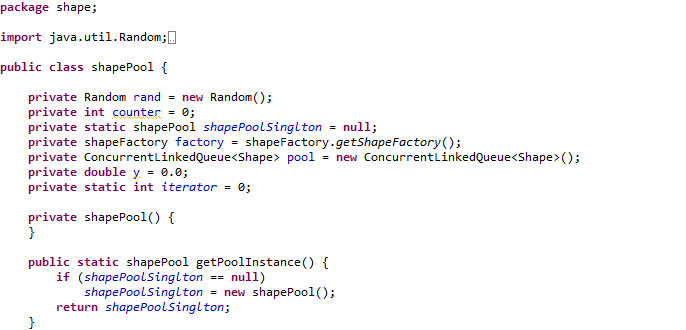 package shape;
import java.util.Random;
public class shapePool {
private Random rand = new Random();
private int counter = 0;
private static shapePool shapePoolSinglton = null;
private shapeFactory factory = shapeFactory.getShapeFactory();
private ConcurrentLinkedQueue<Shape> pool = new ConcurrentLinkedQueue<Shape>();
private double y = 0.0;
private static int iterator = 0;
private shapePool() {
}
public static shapePool getPoolInstance() {
if (shapePoolSinglton == null)
shapePoolSinglton = new shapePool();
return shapePoolSinglton;
}